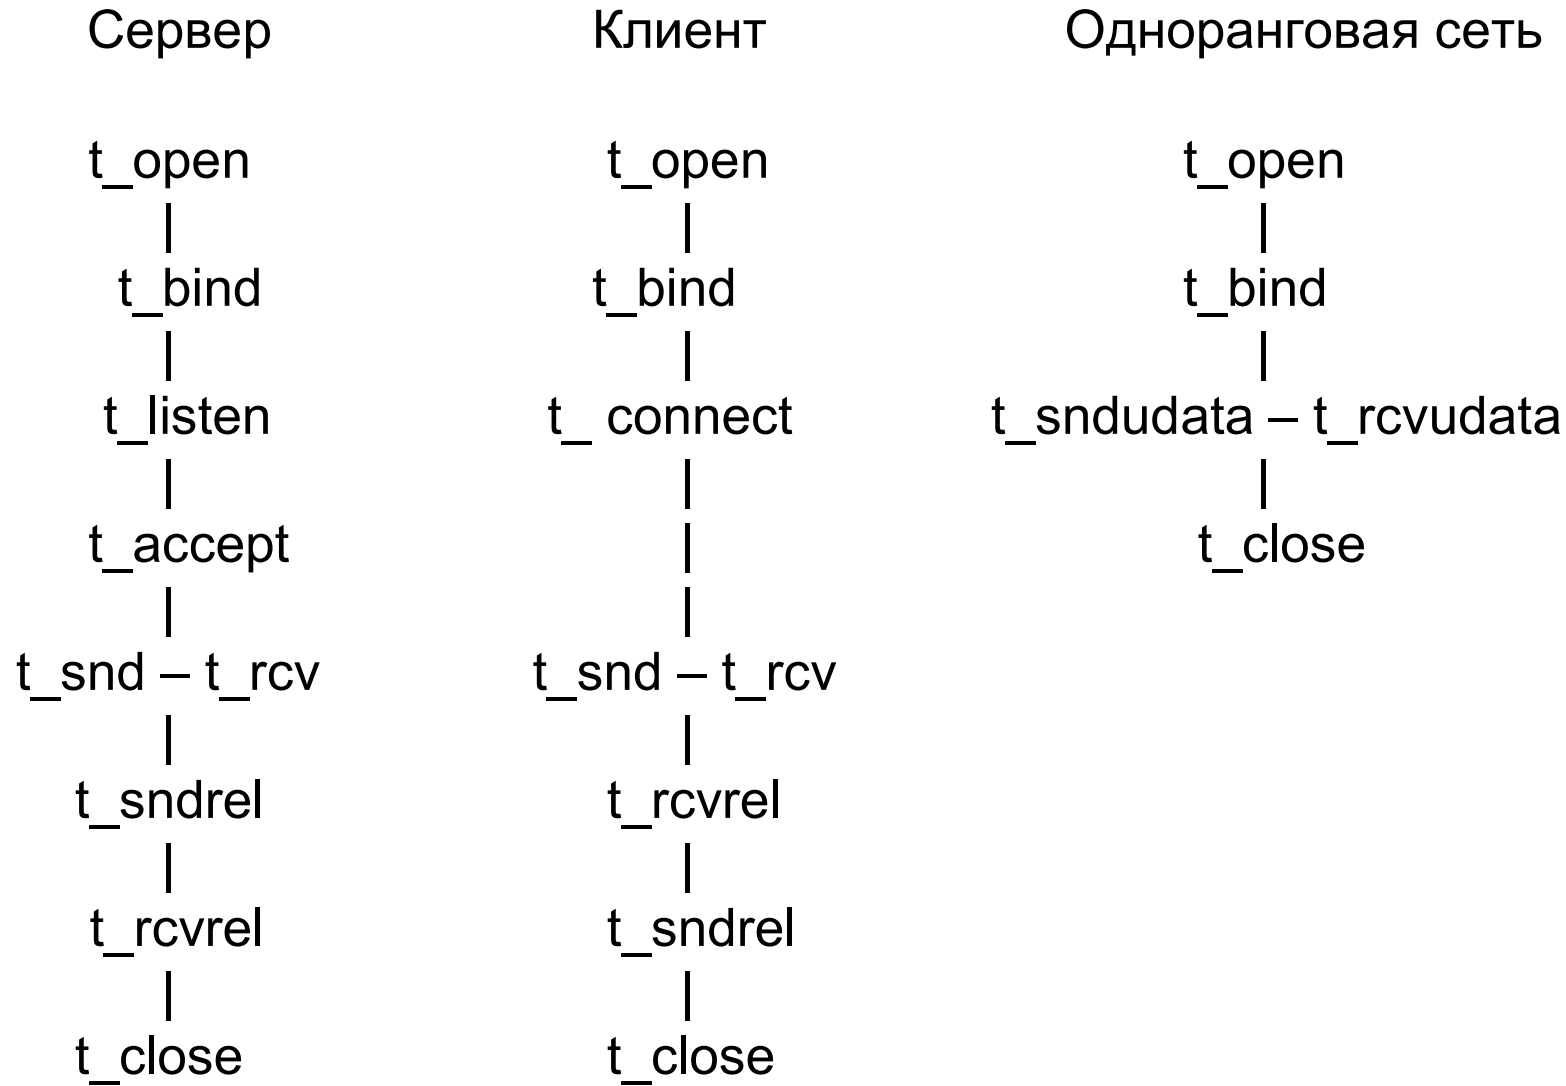 Сервер Клиент Одноранговая сеть
t_open t_open t_open
| | |
t_bind t_bind t_bind
| | |
t_listen t_ connect t_sndudata – t_rcvudata
| | |
t_accept | t_close
| |
t_snd – t_rcv t_snd – t_rcv
| |
t_sndrel t_rcvrel
| |
t_rcvrel t_sndrel
| |
t_close t_close